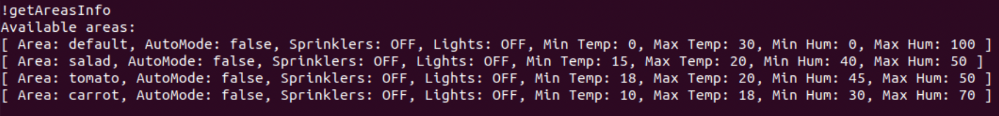 !getAreasInfo
Available areas:
[ Area: default, AutoMode: false, Sprinklers: OFF, Lights: OFF, Min Temp: 0, Max Temp: 30, Min Hum: 0, Max Hum: 100 ]
[ Area: salad, AutoMode: false, Sprinklers: OFF, Lights: OFF, Min Temp: 15, Max Temp: 20, Min Hum: 40, Max Hum: 50 ]
[ Area: tomato, AutoMode: false, Sprinklers: OFF, Lights: OFF, Min Temp: 18, Max Temp: 20, Min Hum: 45, Max Hum: 50 ]
[ Area: carrot, AutoMode: false, Sprinklers: OFF, Lights: OFF, Min Temp: 10, Max Temp: 18, Min Hum: 30, Max Hum: 70 ]